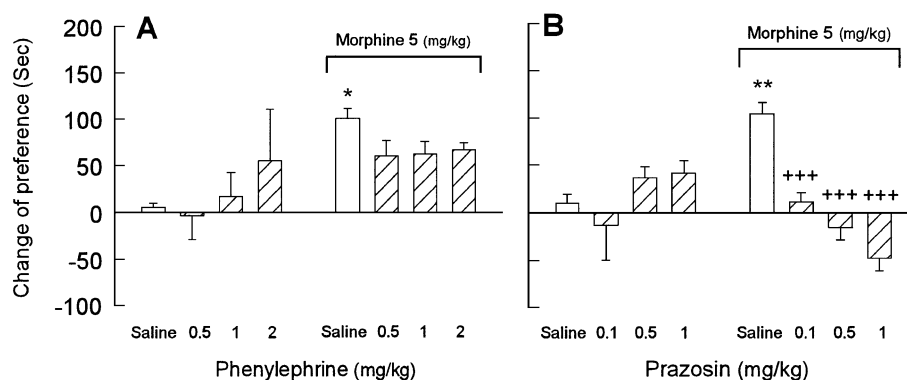 A
B
Morphine 5 (mg/kg)
Morphine 5 (mg/kg)
Change of preference (Sec)
200
150
100
50
0
-50
-100
*
**
+++
+++ +++
Saline 0.5 1 2 Saline 0.5 1 2
Saline 0.1 0.5 1 Saline 0.1 0.5 1
Phenylephrine (mg/kg)
Prazosin (mg/kg)